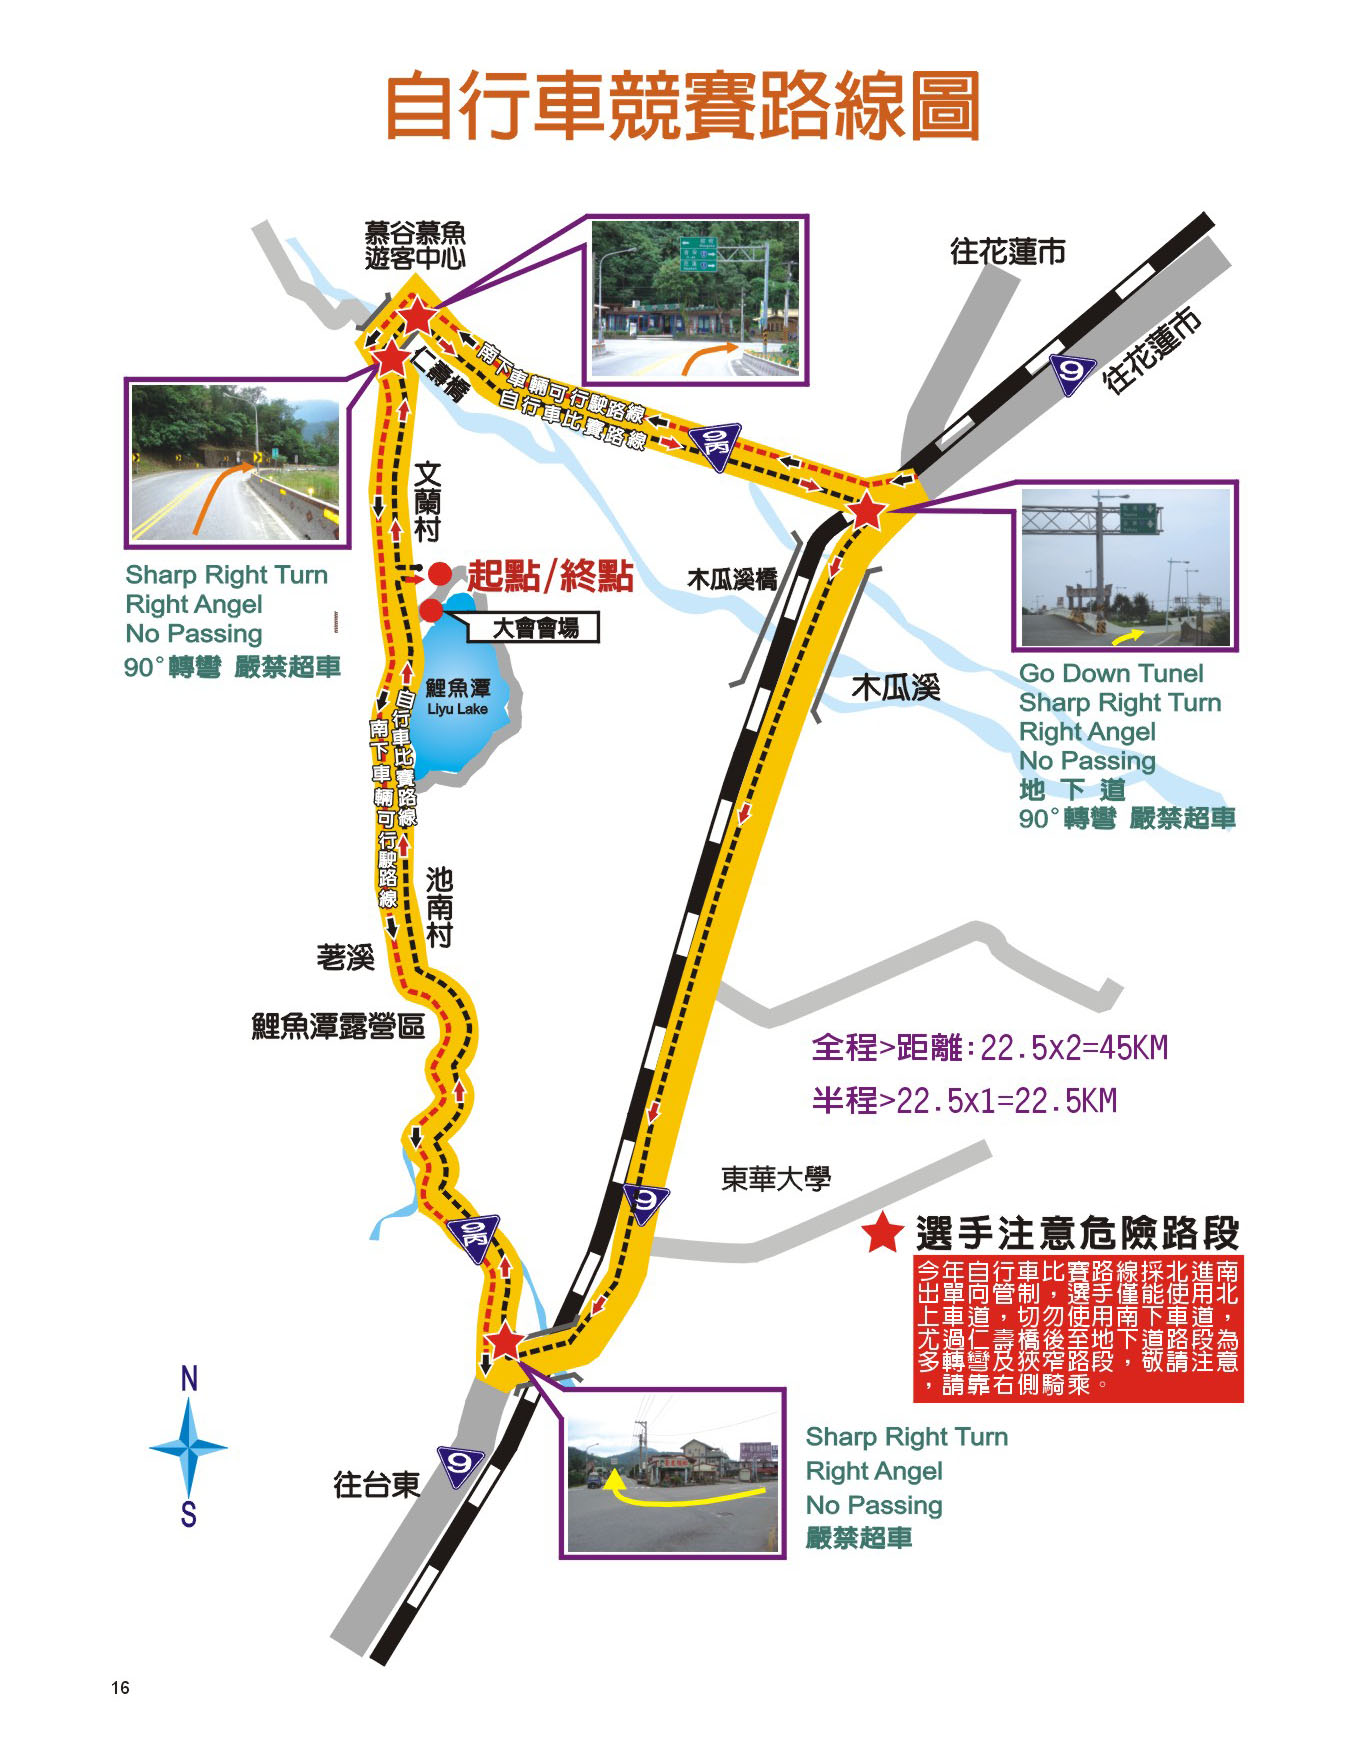 自行車競賽路線圖
慕谷慕魚
遊客中心
往花蓮市
往花蓮市
9
仁壽橋
南下車輛可行駛路線
自行車比賽路線
9丙
文蘭村
起點/終點
大會會場
木瓜溪橋
木瓜溪
鯉魚潭
Liyu Lake
Sharp Right Turn
Right Angel
No Passing
90°轉彎 嚴禁超車
Go Down Tunel
Sharp Right Turn
Right Angel
No Passing
地 下 道
90°轉彎 嚴禁超車
自行車比賽路線
南下車輛可行駛路線
池南村
荖溪
鯉魚潭露營區
全程>距離:22.5x2=45KM
半程>22.5x1=22.5KM
東華大學
9
9丙
選手注意危險路段
今年自行車比賽路線採北進南
出單向管制，選手僅能使用北
上車道，切勿使用南下車道，
尤過仁壽橋後至地下道路段為
多轉彎及狹窄路段，敬請注意
，請靠右側騎乘。
N
S
往台東
9
Sharp Right Turn
Right Angel
No Passing
嚴禁超車
16